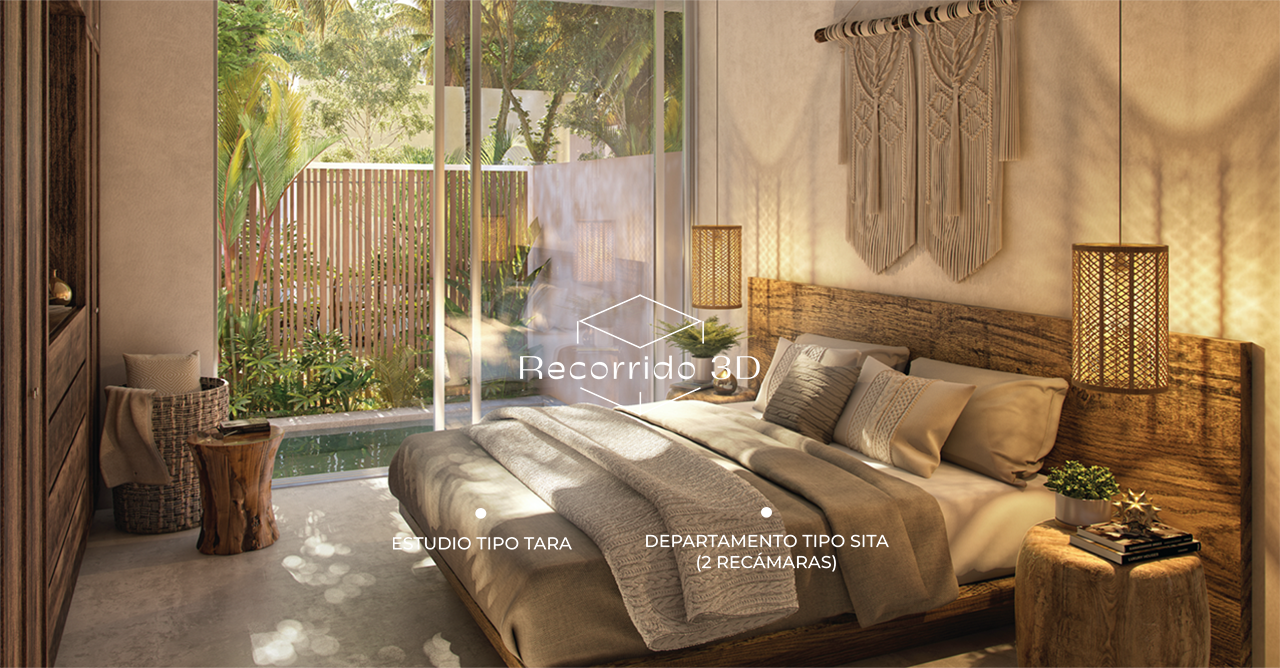 Recorrido 3D
ESTUDIO TIPO TARA
DEPARTAMENTO TIPO SITA
(2 RECÁMARAS)